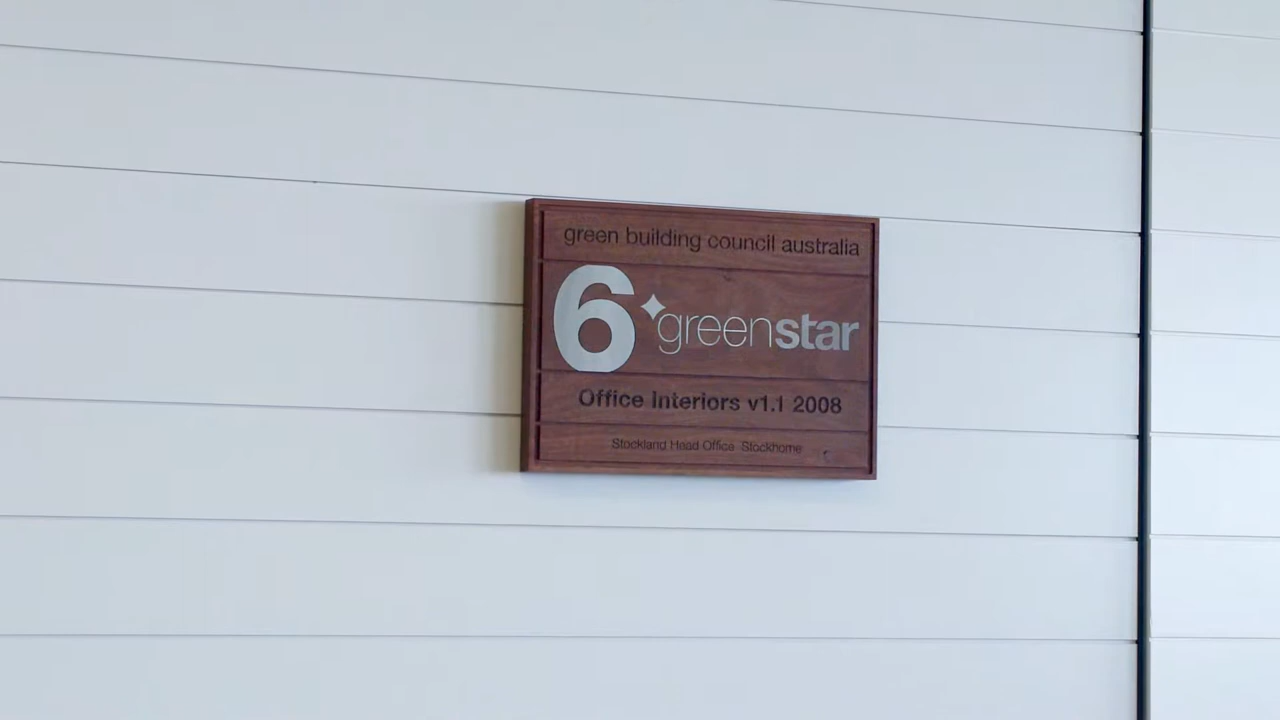 green building council australia
6 greenstar
Office Interiors v1.1 2008
Stockland Head Office Stockhome